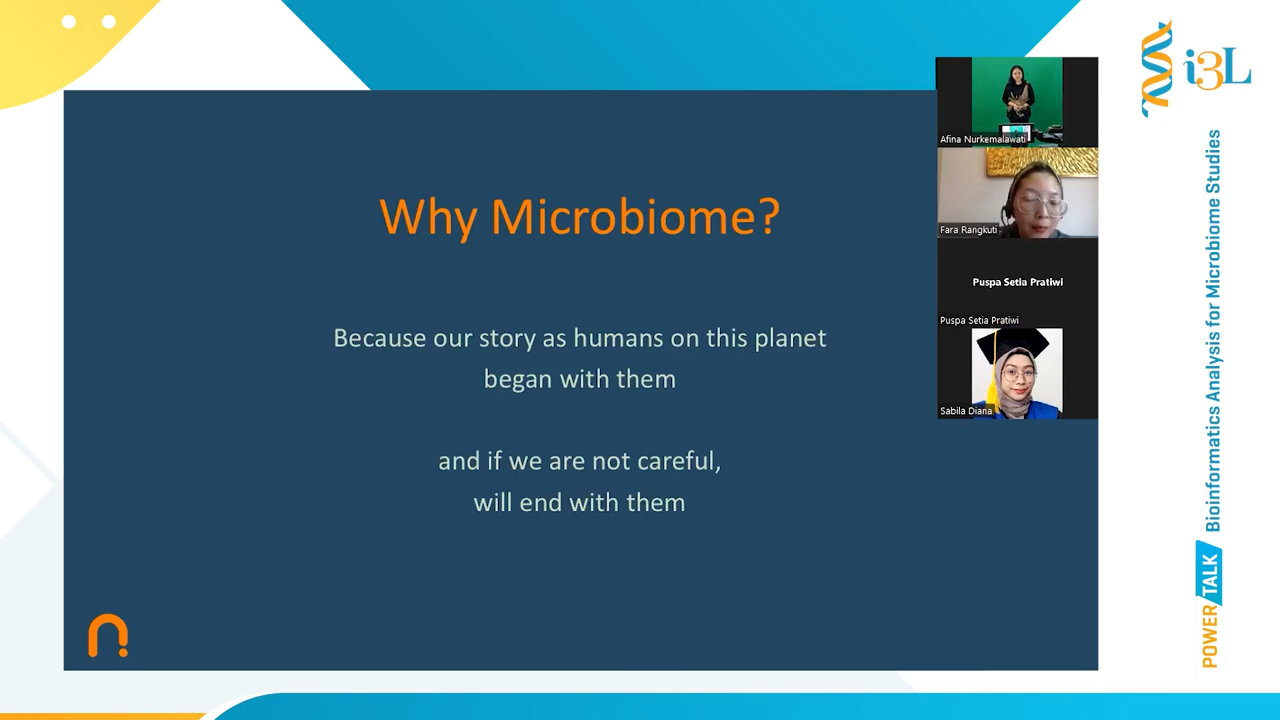 Why Microbiome?
Because our story as humans on this planet
began with them
and if we are not careful,
will end with them
Afina Nurkemalawati
Fara Rangkuti
Puspa Setia Pratiwi
Puspa Setia Pratiwi
Sabila Diana
i3L
POWER TALK Bioinformatics Analysis for Microbiome Studies